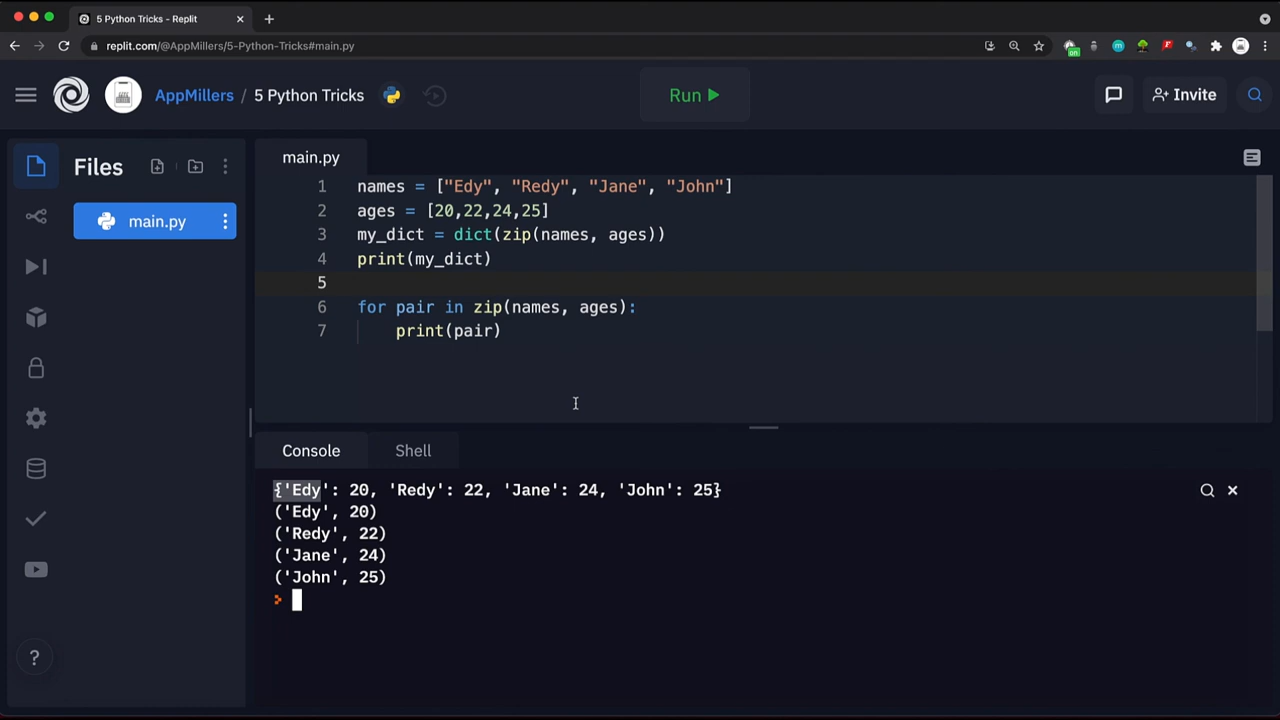 5 Python Tricks - Replit
replit.com/@AppMillers/5-Python-Tricks#main.py
on
AppMillers / 5 Python Tricks
Run
Invite
Files
main.py
main.py
1 names = ["Edy", "Redy", "Jane", "John"]
2 ages = [20,22,24,25]
3 my_dict = dict(zip(names, ages))
4 print(my_dict)
5
6 for pair in zip(names, ages):
7     print(pair)
Console Shell
{'Edy': 20, 'Redy': 22, 'Jane': 24, 'John': 25}
('Edy', 20)
('Redy', 22)
('Jane', 24)
('John', 25)
>
?